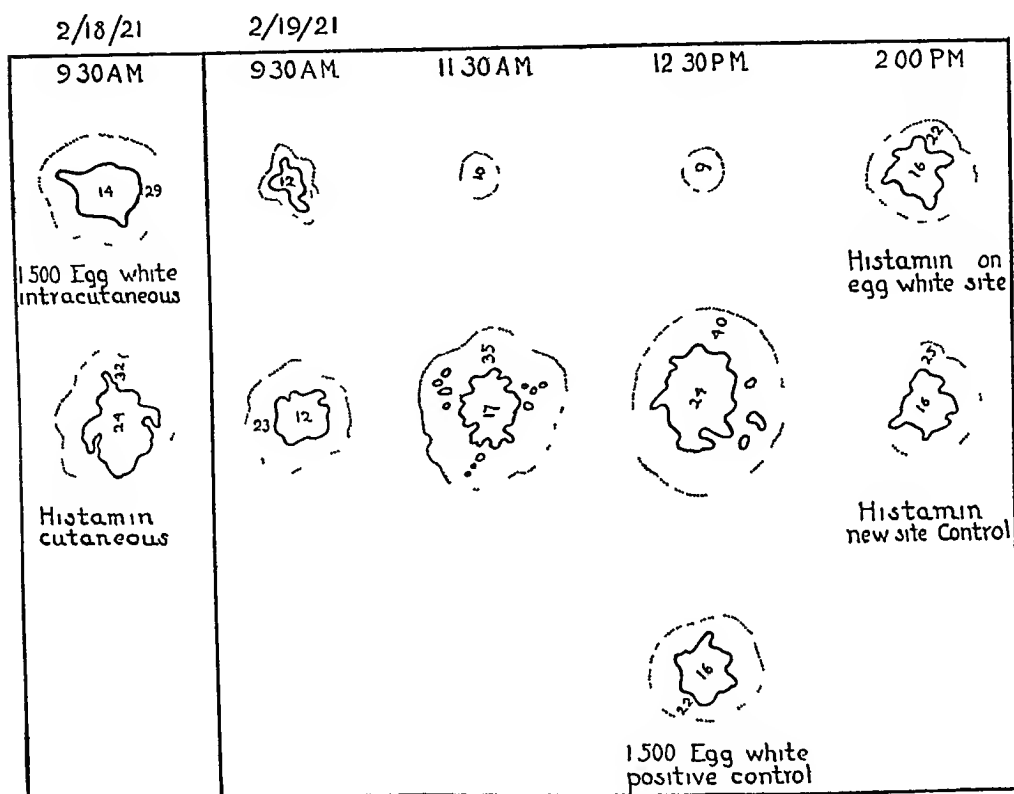 2/18/21 2/19/21
9 30 AM 9 30 AM 11 30 AM 12 30 PM 2 00 PM
14 29 12 9 22 16
1 500 Egg white
intracutaneous
Histamin on
egg white site
32 24 23 12 35 17 40 24 25 16
Histamin
cutaneous
Histamin
new site Control
16 22
1 500 Egg white
positive control